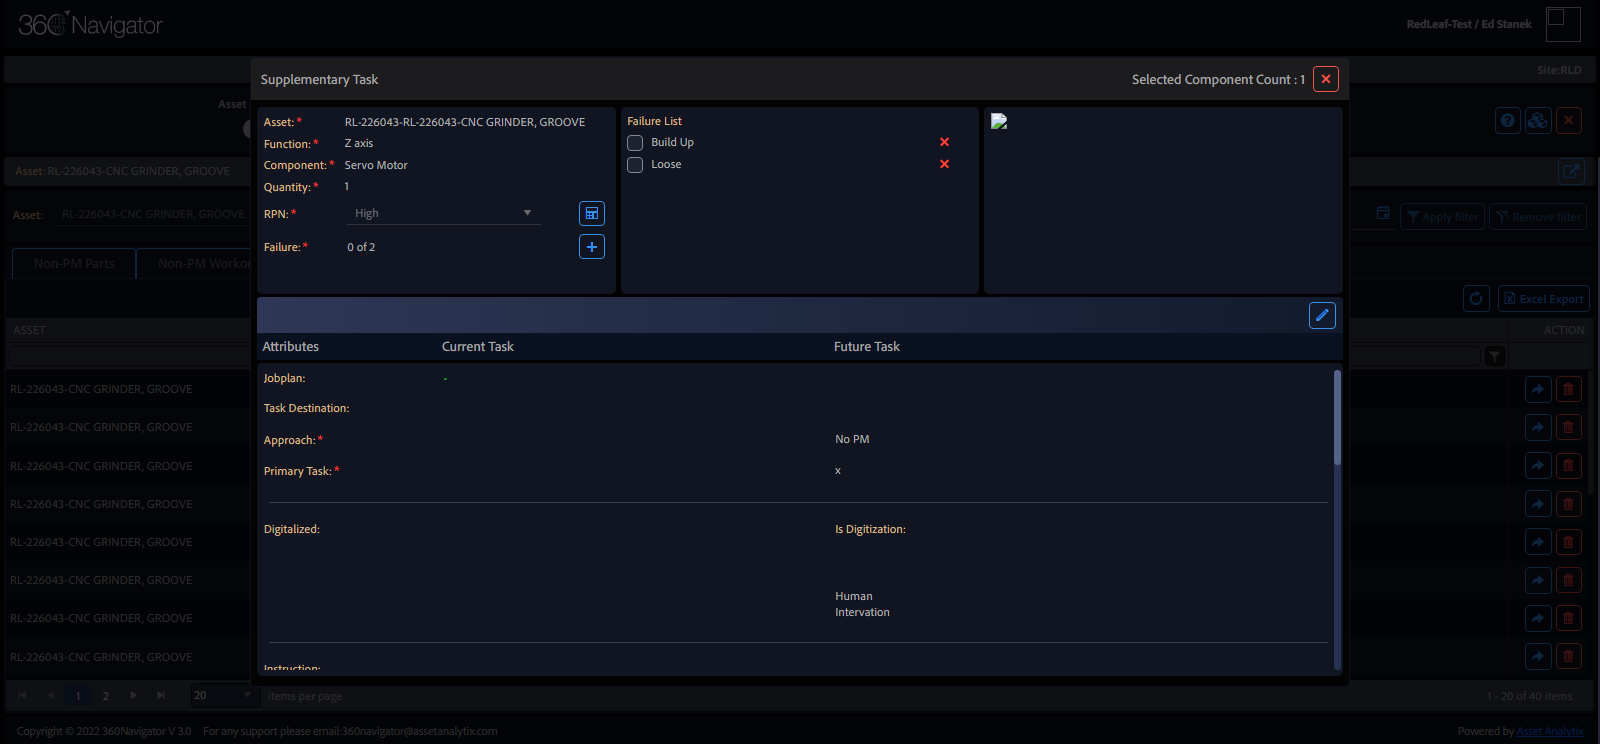 360 Navigator
RedLeaf-Test / Ed Stanek
Site:RLD
Asset
Supplementary Task
Selected Component Count : 1
Asset:* RL-226043-RL-226043-CNC GRINDER, GROOVE
Function:* Z axis
Component:* Servo Motor
Quantity:* 1
RPN:* High
Failure:* 0 of 2
Failure List
Build Up
Loose
Asset: RL-226043-CNC GRINDER, GROOVE
Asset: RL-226043-CNC GRINDER, GROOVE
Apply filter
Remove filter
Non-PM Parts
Non-PM Workou
Excel Export
ASSET
ACTION
Attributes Current Task Future Task
Jobplan: -
Task Destination:
Approach:* No PM
Primary Task:* x
Digitalized: Is Digitization:
Human
Intervation
Instruction:
RL-226043-CNC GRINDER, GROOVE
RL-226043-CNC GRINDER, GROOVE
RL-226043-CNC GRINDER, GROOVE
RL-226043-CNC GRINDER, GROOVE
RL-226043-CNC GRINDER, GROOVE
RL-226043-CNC GRINDER, GROOVE
RL-226043-CNC GRINDER, GROOVE
RL-226043-CNC GRINDER, GROOVE
1 2 20 items per page
1 - 20 of 40 items
Copyright © 2022 360Navigator V 3.0 For any support please email:360navigator@assetanalytix.com
Powered by Asset Analytix